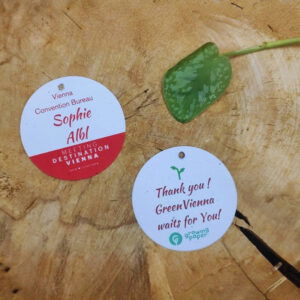 Vienna
Convention Bureau
Sophie
Albl
MEETING
DESTINATION
VIENNA
Thank you !
GreenVienna
waits for You!
growing
paper